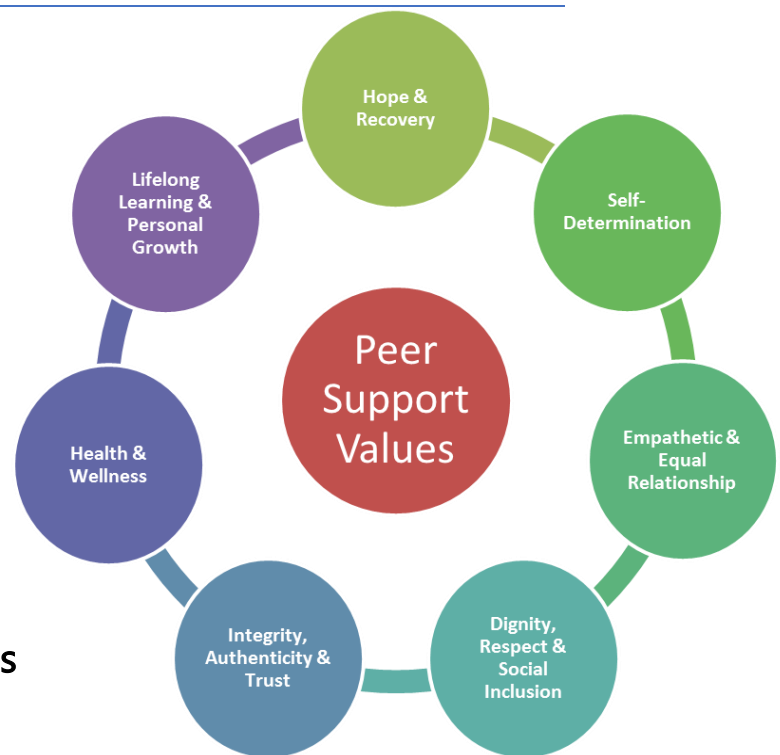 Hope &
Recovery
Self-
Determination
Empathetic &
Equal
Relationship
Dignity,
Respect &
Social
Inclusion
Integrity,
Authenticity &
Trust
Health &
Wellness
Lifelong
Learning &
Personal
Growth
Peer
Support
Values
s